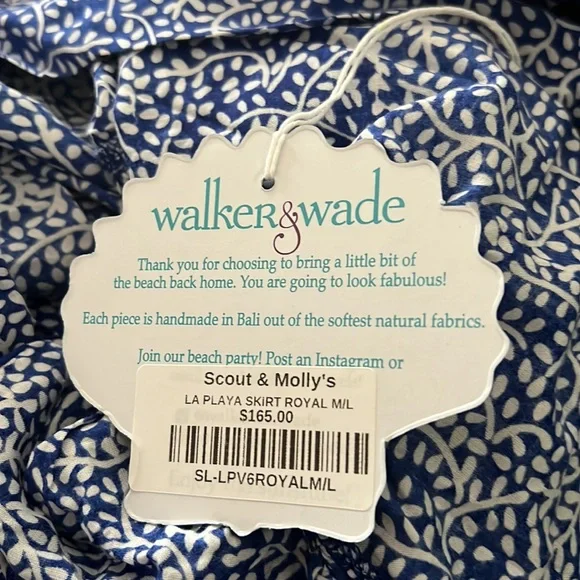 walker&wade
Thank you for choosing to bring a little bit of
the beach back home. You are going to look fabulous!
Each piece is handmade in Bali out of the softest natural fabrics.
Join our beach party! Post an Instagram or
Scout & Molly's
LA PLAYA SKIRT ROYAL M/L
$165.00
SL-LPV6ROYALM/L